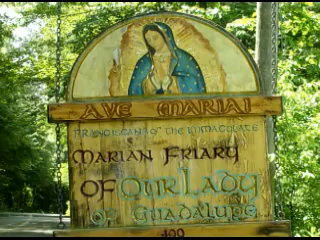 AVE MARIA!
FRANCISCANS OF THE IMMACULATE
MARIAN FRIARY
OF OUR LADY
OF GUADALUPE
400